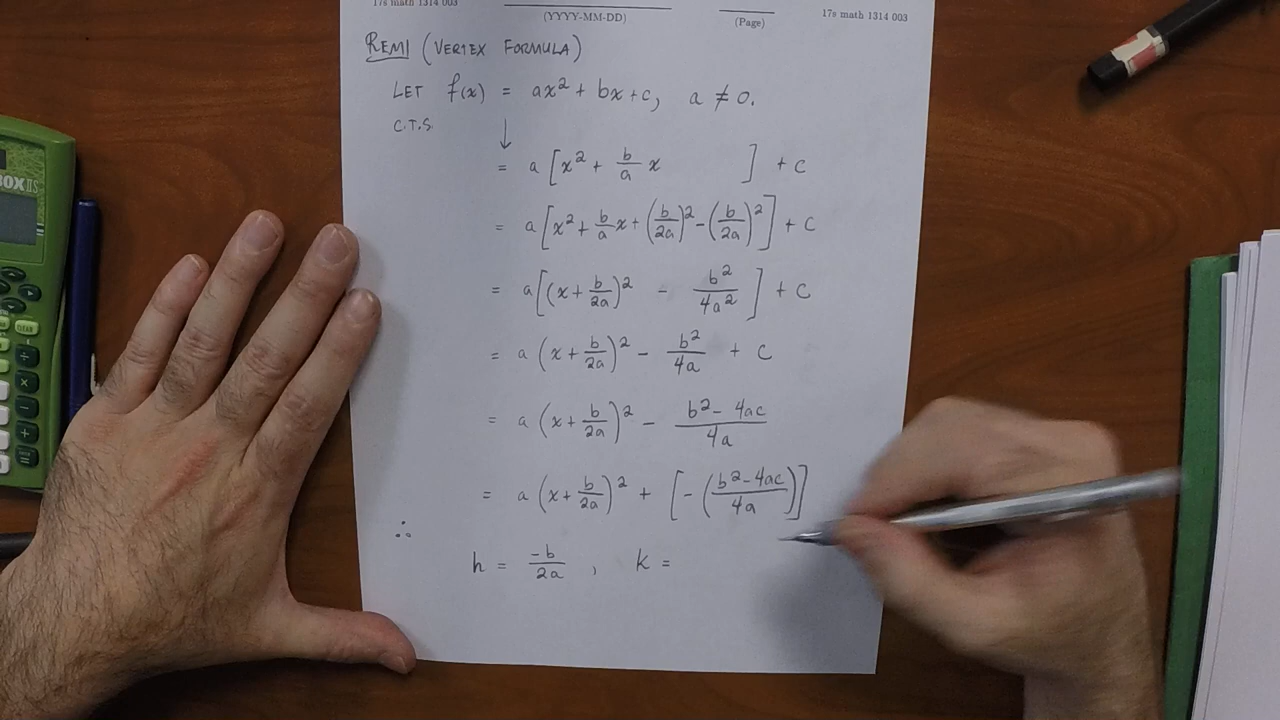 17s math 1314 003
(YYYY-MM-DD)
(Page)
17s math 1314 003
REM1 (VERTEX FORMULA)
LET f(x) = ax² + bx + c, a ≠ 0.
C.T.S. ↓
= a [x² + b/a x ] + c
= a [x² + b/a x + (b/2a)² - (b/2a)²] + c
= a [(x + b/2a)² - b²/4a²] + c
= a (x + b/2a)² - b²/4a + c
= a (x + b/2a)² - b² - 4ac/4a
= a (x + b/2a)² + [-(b² - 4ac/4a)]
∴
h = -b/2a , k =
BOX IIS
CLEAR